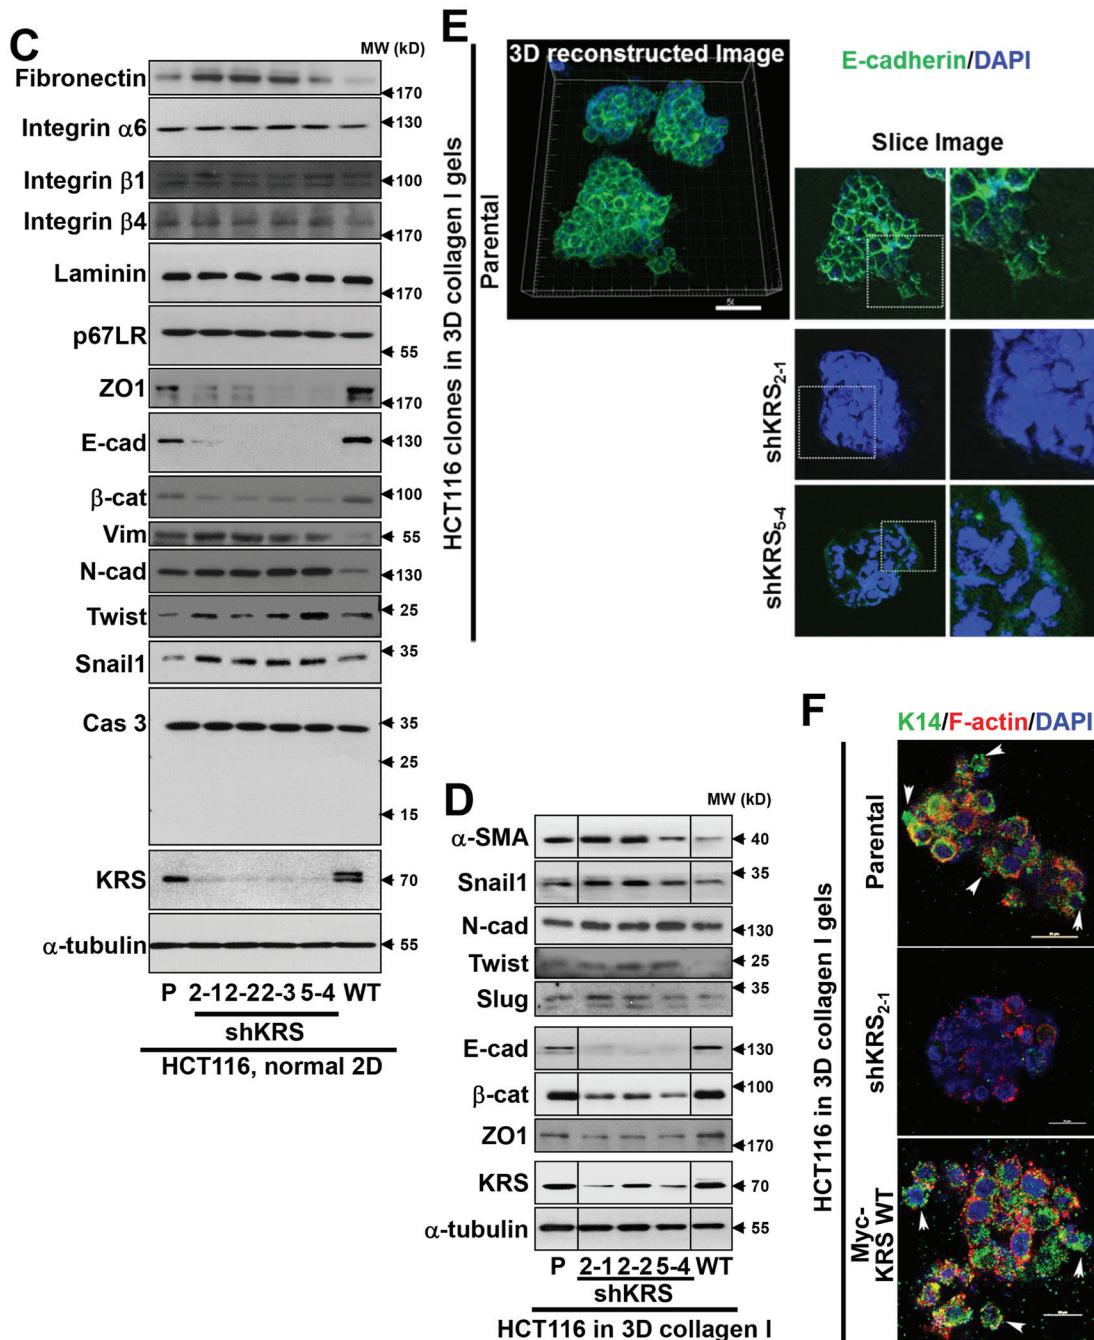 C
MW (kD)
Fibronectin
170
Integrin α6
130
Integrin β1
100
Integrin β4
170
Laminin
170
p67LR
55
ZO1
170
E-cad
130
β-cat
100
Vim
55
N-cad
130
Twist
25
Snail1
35
Cas 3
35
25
15
KRS
70
α-tubulin
55
P 2-1 2-2 2-3 5-4 WT
shKRS
HCT116, normal 2D
D
MW (kD)
α-SMA
40
Snail1
35
N-cad
130
Twist
25
Slug
35
E-cad
130
β-cat
100
ZO1
170
KRS
70
α-tubulin
55
P 2-1 2-2 5-4 WT
shKRS
HCT116 in 3D collagen I
E
HCT116 clones in 3D collagen I gels
Parental
3D reconstructed Image
E-cadherin/DAPI
Slice Image
shKRS2-1
shKRS5-4
F
K14/F-actin/DAPI
HCT116 in 3D collagen I gels
Parental
shKRS2-1
Myc-
KRS WT